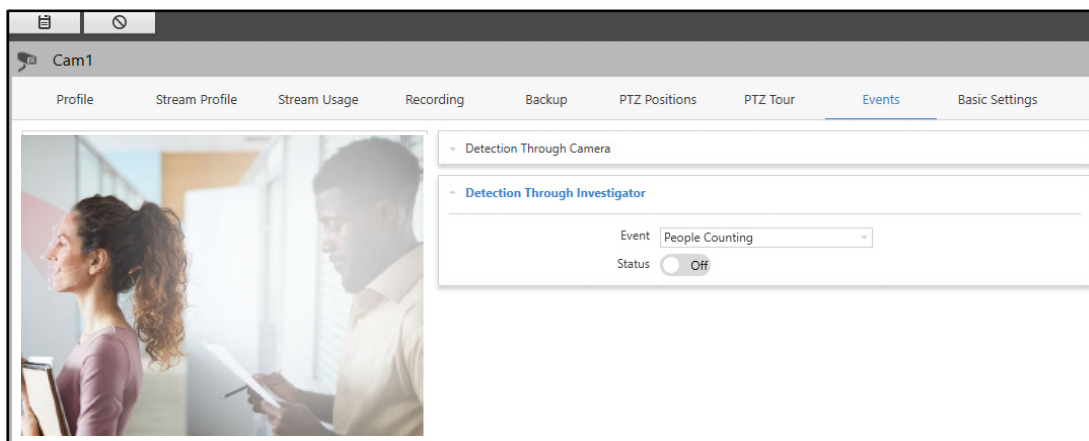 Cam1
Profile Stream Profile Stream Usage Recording Backup PTZ Positions PTZ Tour Events Basic Settings
Detection Through Camera
Detection Through Investigator
Event People Counting
Status Off